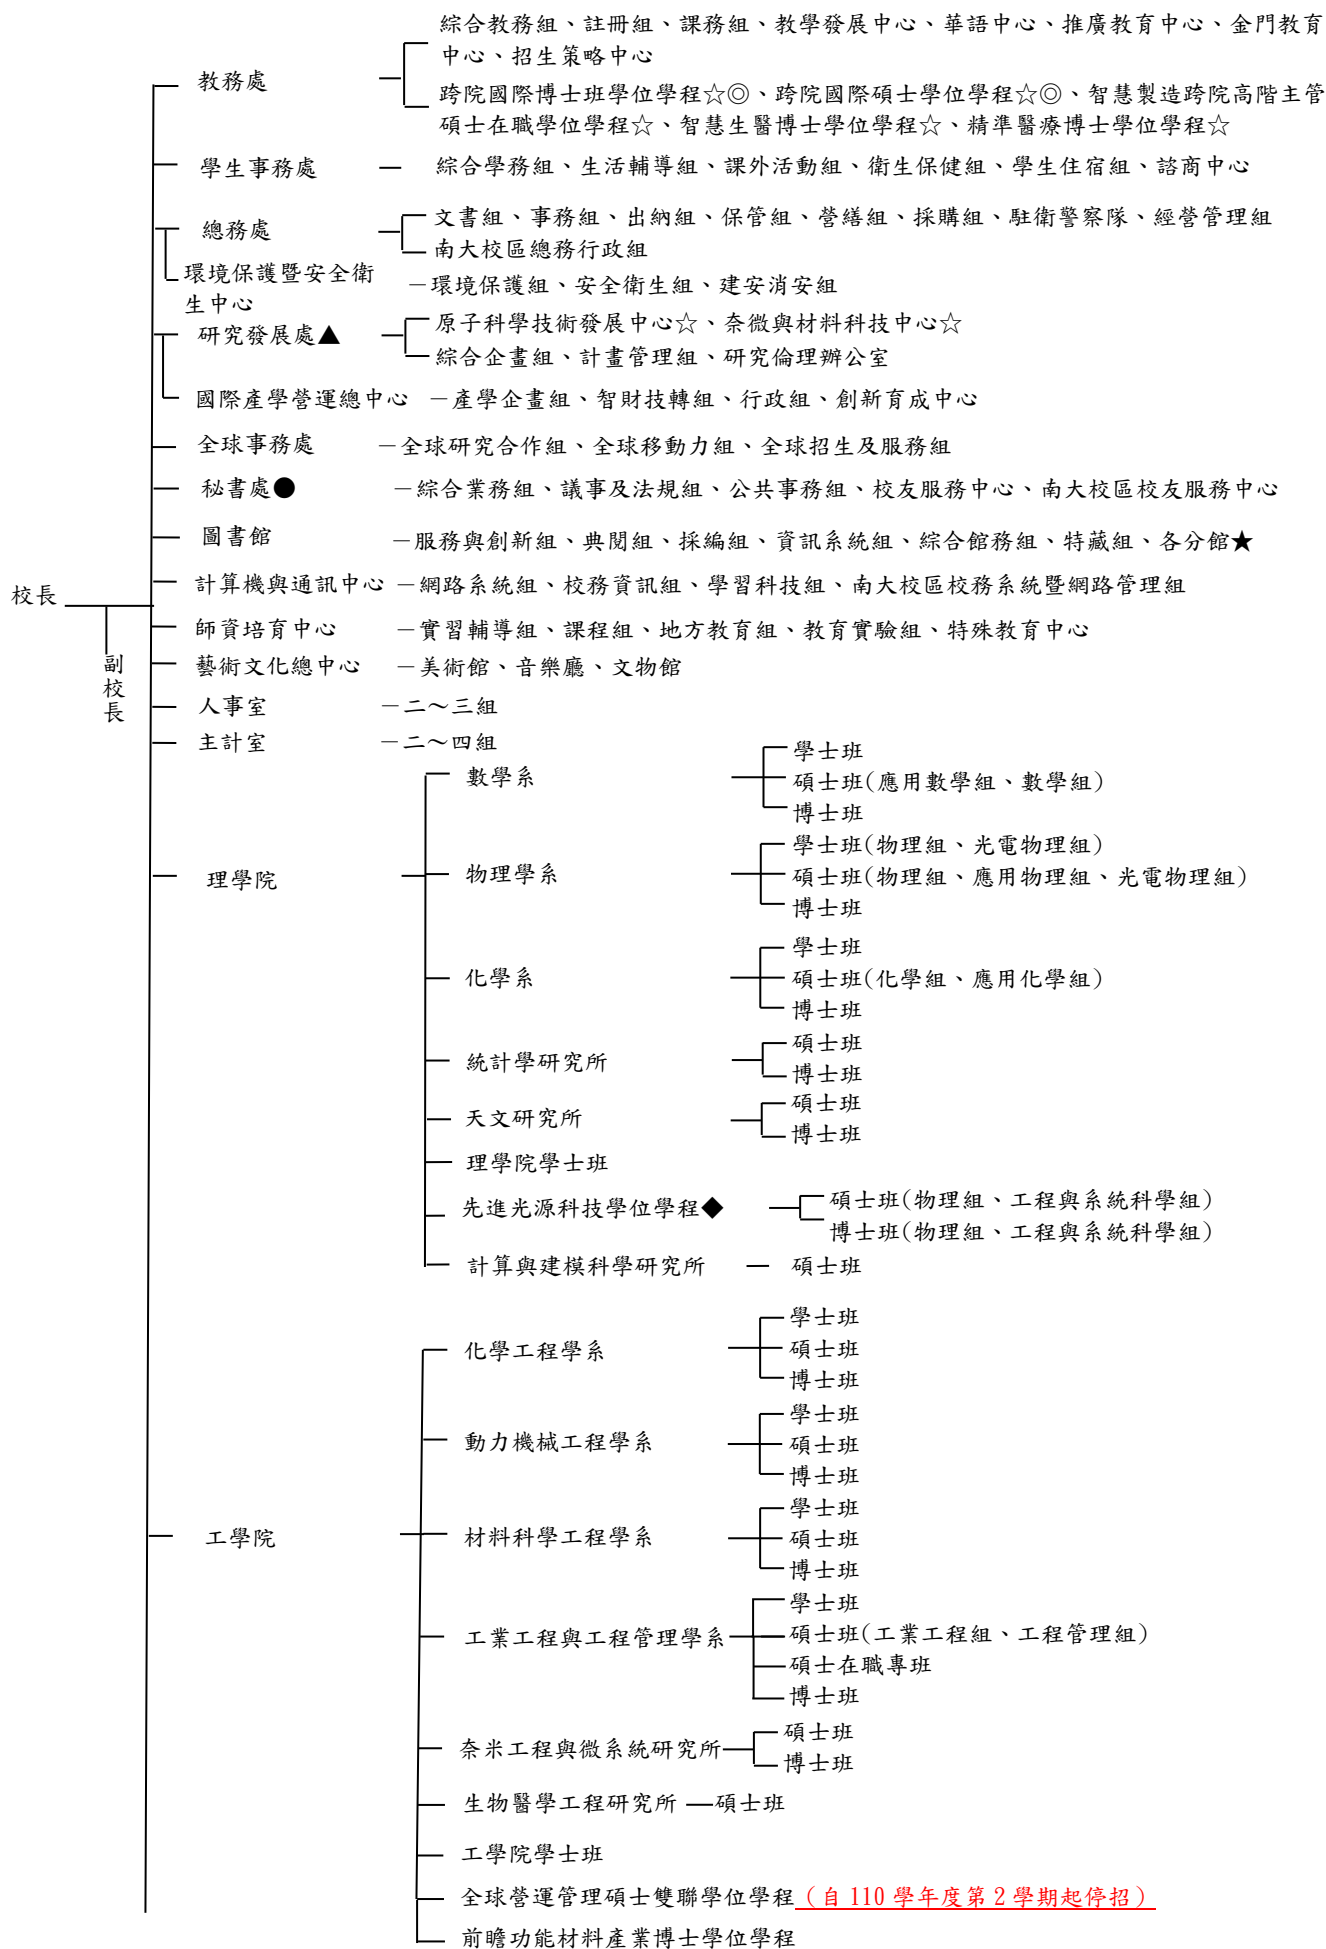 綜合教務組、註冊組、課務組、教學發展中心、華語中心、推廣教育中心、金門教育
中心、招生策略中心
教務處
跨院國際博士班學位學程☆◎、跨院國際碩士學位學程☆◎、智慧製造跨院高階主管
碩士在職學位學程☆、智慧生醫博士學位學程☆、精準醫療博士學位學程☆
學生事務處 — 綜合學務組、生活輔導組、課外活動組、衛生保健組、學生住宿組、諮商中心
文書組、事務組、出納組、保管組、營繕組、採購組、駐衛警察隊、經營管理組
總務處
南大校區總務行政組
環境保護暨安全衛
生中心
－環境保護組、安全衛生組、建安消安組
原子科學技術發展中心☆、奈微與材料科技中心☆
研究發展處▲
綜合企畫組、計畫管理組、研究倫理辦公室
國際產學營運總中心 －產學企畫組、智財技轉組、行政組、創新育成中心
全球事務處 －全球研究合作組、全球移動力組、全球招生及服務組
秘書處● －綜合業務組、議事及法規組、公共事務組、校友服務中心、南大校區校友服務中心
圖書館 －服務與創新組、典閱組、採編組、資訊系統組、綜合館務組、特藏組、各分館★
計算機與通訊中心 －網路系統組、校務資訊組、學習科技組、南大校區校務系統暨網路管理組
校長
師資培育中心 －實習輔導組、課程組、地方教育組、教育實驗組、特殊教育中心
副校長
藝術文化總中心 －美術館、音樂廳、文物館
人事室 －二～三組
主計室 －二～四組
學士班
數學系
碩士班(應用數學組、數學組)
博士班
學士班(物理組、光電物理組)
理學院
物理學系
碩士班(物理組、應用物理組、光電物理組)
博士班
學士班
化學系
碩士班(化學組、應用化學組)
博士班
碩士班
統計學研究所
博士班
碩士班
天文研究所
博士班
理學院學士班
先進光源科技學位學程◆
碩士班(物理組、工程與系統科學組)
博士班(物理組、工程與系統科學組)
計算與建模科學研究所 — 碩士班
學士班
化學工程學系
碩士班
博士班
學士班
動力機械工程學系
碩士班
博士班
學士班
工學院
材料科學工程學系
碩士班
博士班
學士班
工業工程與工程管理學系
碩士班(工業工程組、工程管理組)
碩士在職專班
博士班
碩士班
奈米工程與微系統研究所
博士班
生物醫學工程研究所 —碩士班
工學院學士班
全球營運管理碩士雙聯學位學程（自 110 學年度第 2 學期起停招）
前瞻功能材料產業博士學位學程